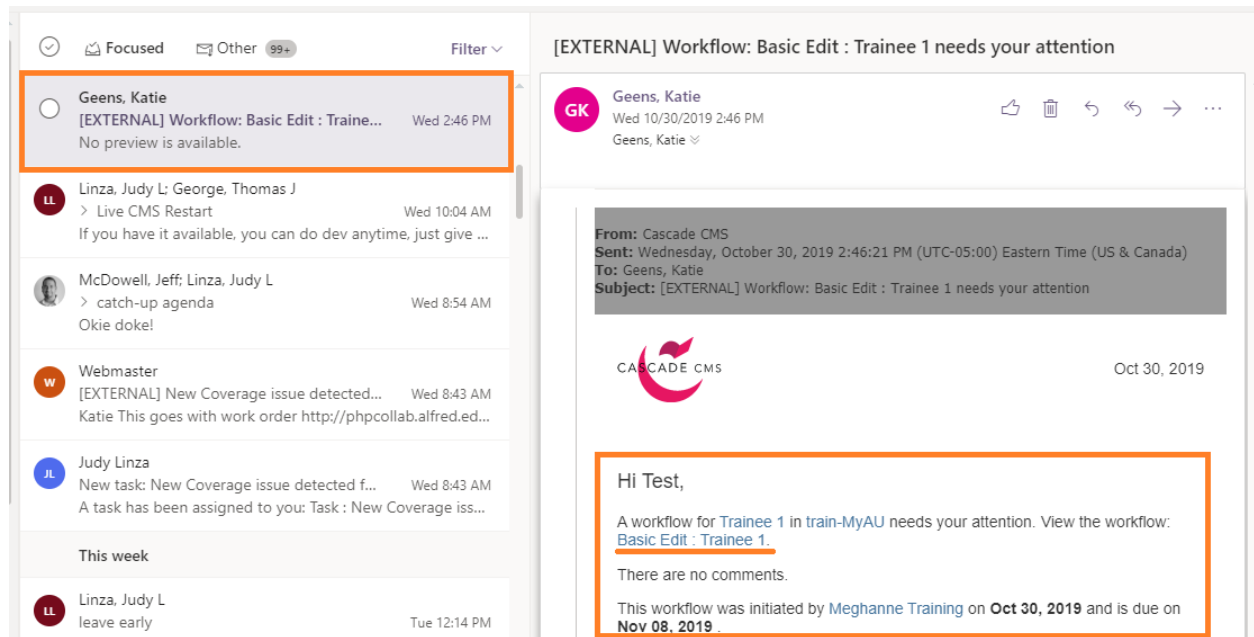 Focused
Other 99+
Filter
Geens, Katie
[EXTERNAL] Workflow: Basic Edit : Traine... Wed 2:46 PM
No preview is available.
LL
Linza, Judy L; George, Thomas J
> Live CMS Restart Wed 10:04 AM
If you have it available, you can do dev anytime, just give ...
McDowell, Jeff; Linza, Judy L
> catch-up agenda Wed 8:54 AM
Okie doke!
W
Webmaster
[EXTERNAL] New Coverage issue detected... Wed 8:43 AM
Katie This goes with work order http://phpcollab.alfred.ed...
JL
Judy Linza
New task: New Coverage issue detected f... Wed 8:43 AM
A task has been assigned to you: Task : New Coverage iss...
This week
LL
Linza, Judy L
leave early Tue 12:14 PM
[EXTERNAL] Workflow: Basic Edit : Trainee 1 needs your attention
GK
Geens, Katie
Wed 10/30/2019 2:46 PM
Geens, Katie
From: Cascade CMS
Sent: Wednesday, October 30, 2019 2:46:21 PM (UTC-05:00) Eastern Time (US & Canada)
To: Geens, Katie
Subject: [EXTERNAL] Workflow: Basic Edit : Trainee 1 needs your attention
CASCADE CMS
Oct 30, 2019
Hi Test,
A workflow for Trainee 1 in train-MyAU needs your attention. View the workflow:
Basic Edit : Trainee 1.
There are no comments.
This workflow was initiated by Meghanne Training on Oct 30, 2019 and is due on
Nov 08, 2019 .